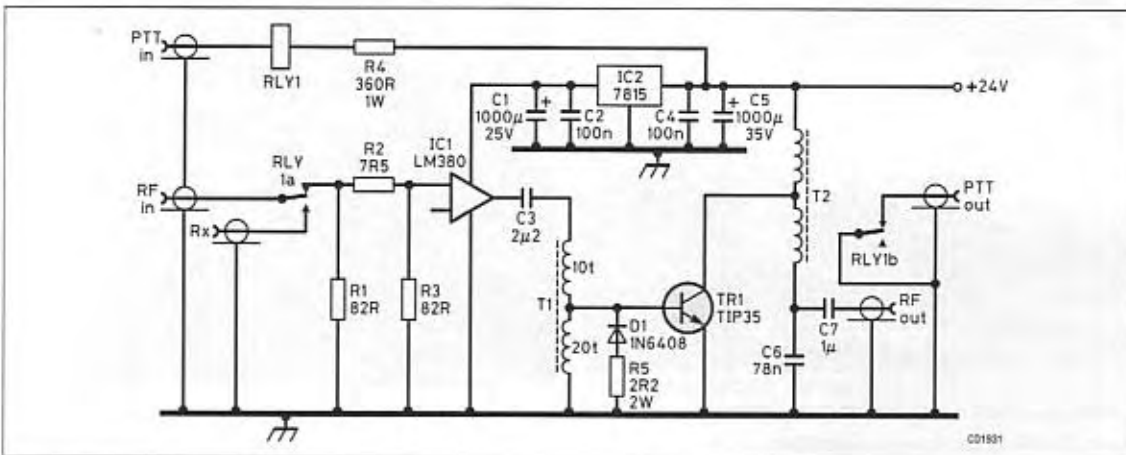 PTT
in
RLY1
R4
360R
1W
IC2
7815
C1
1000μ
25V
C2
100n
C4
100n
C5
1000μ
35V
+
+
+24V
RF
in
RLY
1a
Rx
R2
7R5
IC1
LM380
C3
2μ2
R1
82R
R3
82R
10t
T1
20t
D1
1N6408
R5
2R2
2W
TR1
TIP35
T2
C6
78n
C7
1μ
RLY1b
PTT
out
RF
out
CD1931